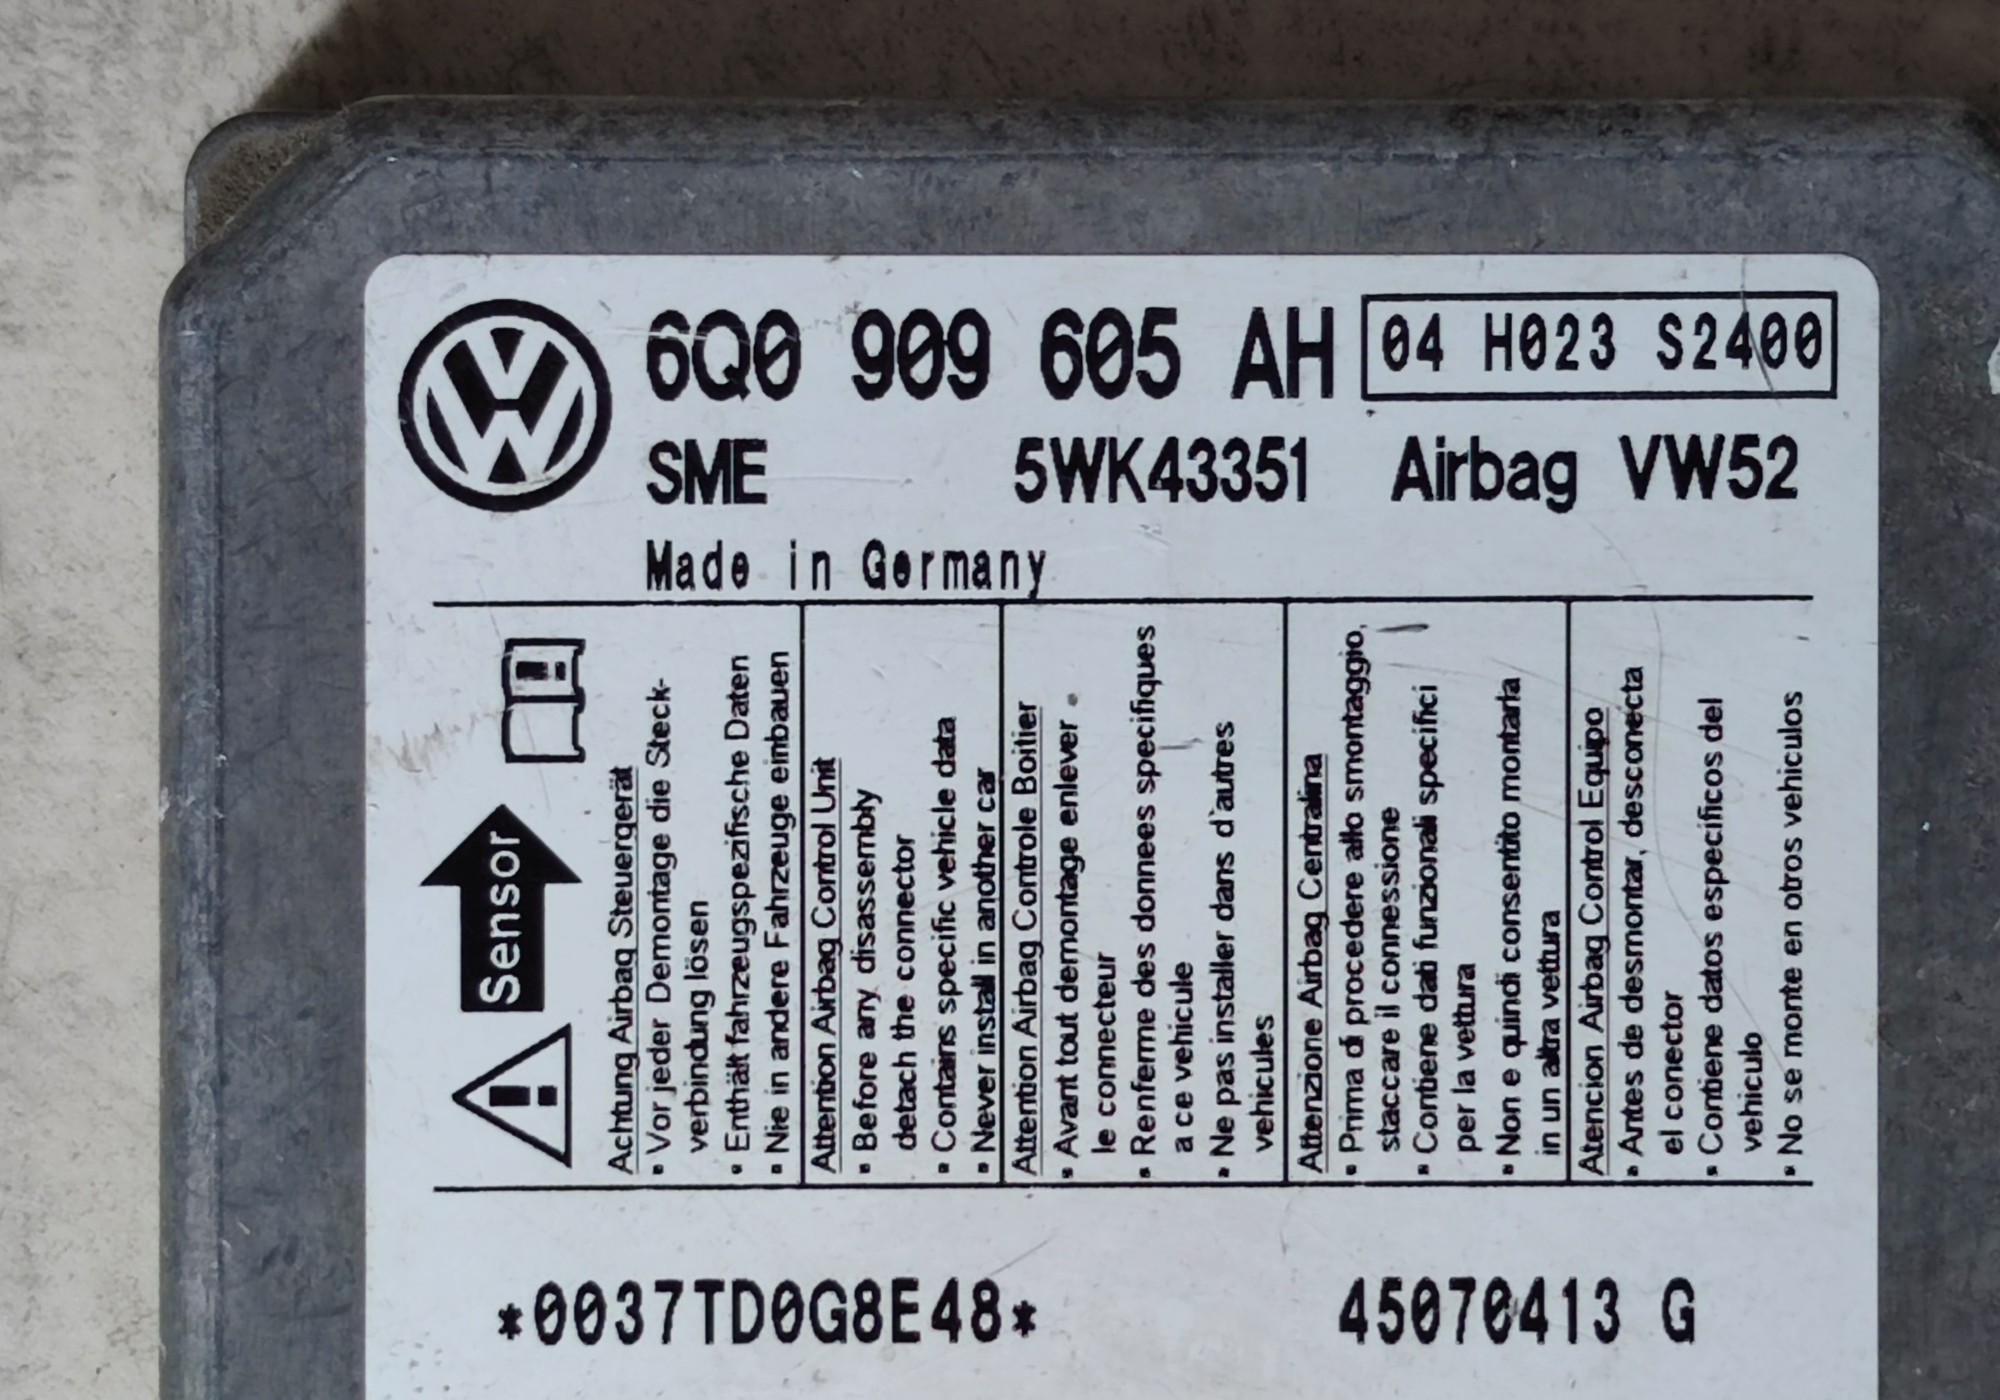 6Q0 909 605 AH 04 H023 S2400
SME 5WK43351 Airbag VW52
Made in Germany
Sensor
Achtung Airbag Steuergerät
• Vor jeder Demontage die Steck-
verbindung lösen
• Enthält fahrzeugspezifische Daten
• Nie in andere Fahrzeuge einbauen
Attention Airbag Control Unit
• Before any disassembly
detach the connector
• Contains specific vehicle data
• Never install in another car
Attention Airbag Controle Boitier
• Avant tout demontage enlever
le connecteur
• Renferme des donnees specifiques
a ce vehicule
• Ne pas installer dans d'autres
vehicules
Attenzione Airbag Centralina
• Prima di procedere allo smontaggio,
staccare il connessione
• Contiene dati funzionali specifici
per la vettura
• Non e quindi consentito montarla
in un altra vettura
Atencion Airbag Control Equipo
• Antes de desmontar, desconecta
el conector
• Contiene datos especificos del
vehiculo
• No se monte en otros vehiculos
*0037TD0G8E48* 45070413 G